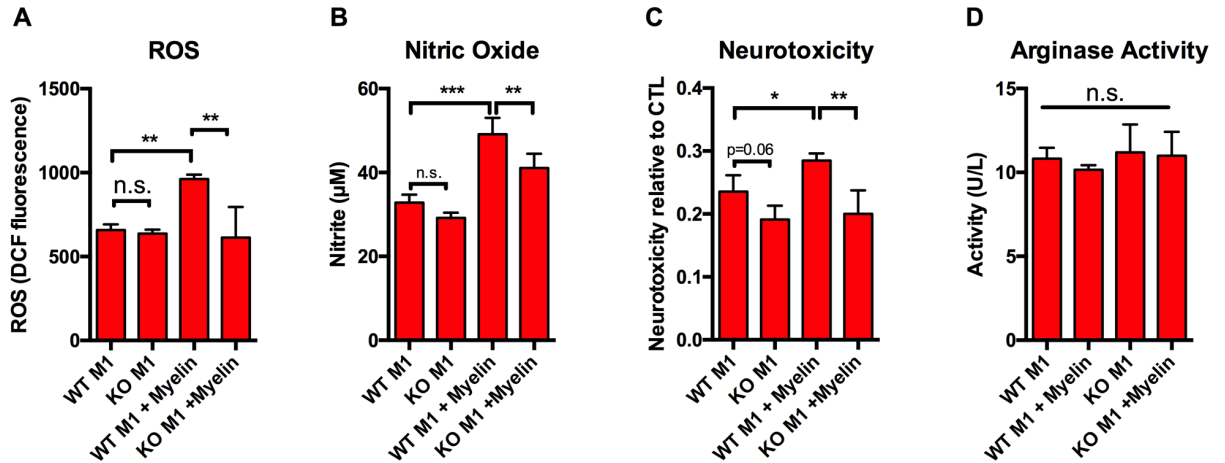 A
ROS
ROS (DCF fluorescence)
1500
1000
500
0
**
**
n.s.
WT M1
KO M1
WT M1 + Myelin
KO M1 +Myelin
B
Nitric Oxide
Nitrite (µM)
60
40
20
0
***
**
n.s.
WT M1
KO M1
WT M1 + Myelin
KO M1 +Myelin
C
Neurotoxicity
Neurotoxicity relative to CTL
0.4
0.3
0.2
0.1
0.0
*
**
p=0.06
WT M1
KO M1
WT M1 + Myelin
KO M1 +Myelin
D
Arginase Activity
Activity (U/L)
15
10
5
0
n.s.
WT M1
WT M1 + Myelin
KO M1
KO M1 +Myelin